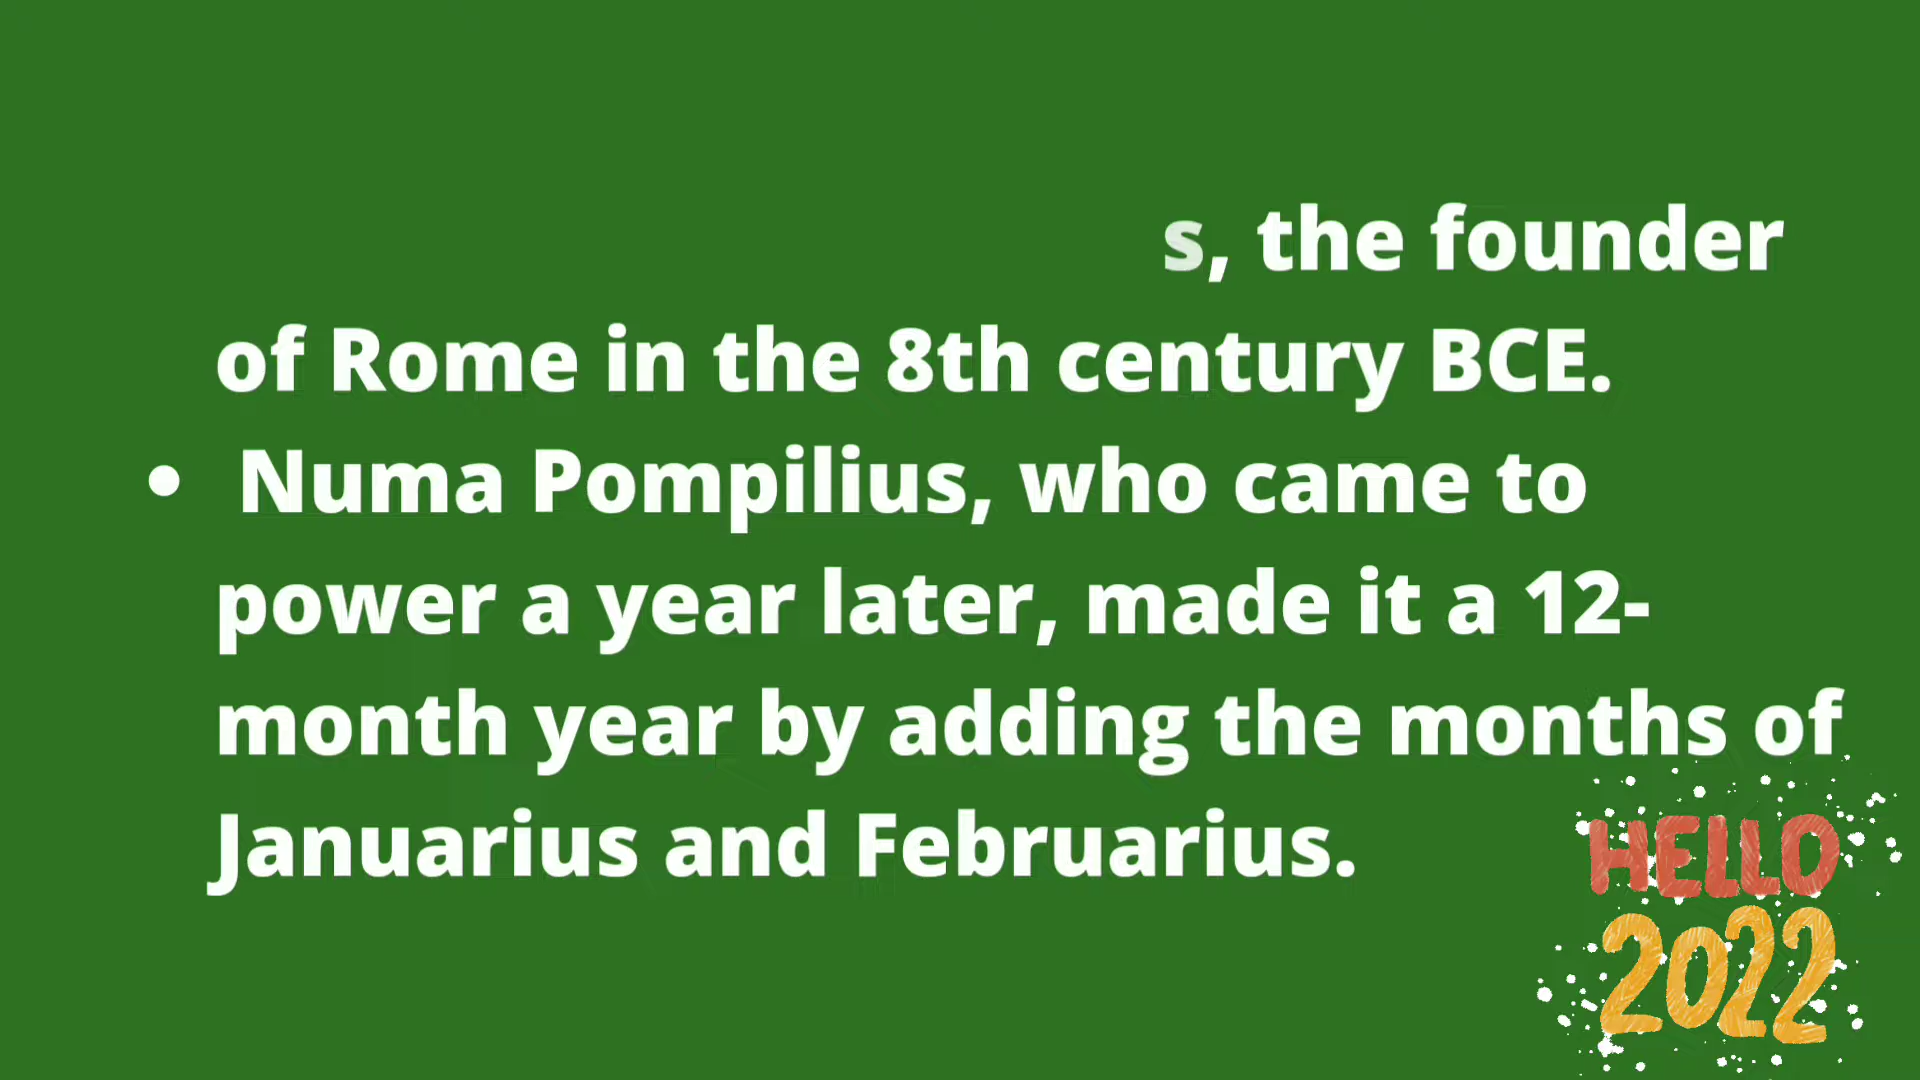 s, the founder
of Rome in the 8th century BCE.
• Numa Pompilius, who came to
power a year later, made it a 12-
month year by adding the months of
Januarius and Februarius.
HELLO
2022